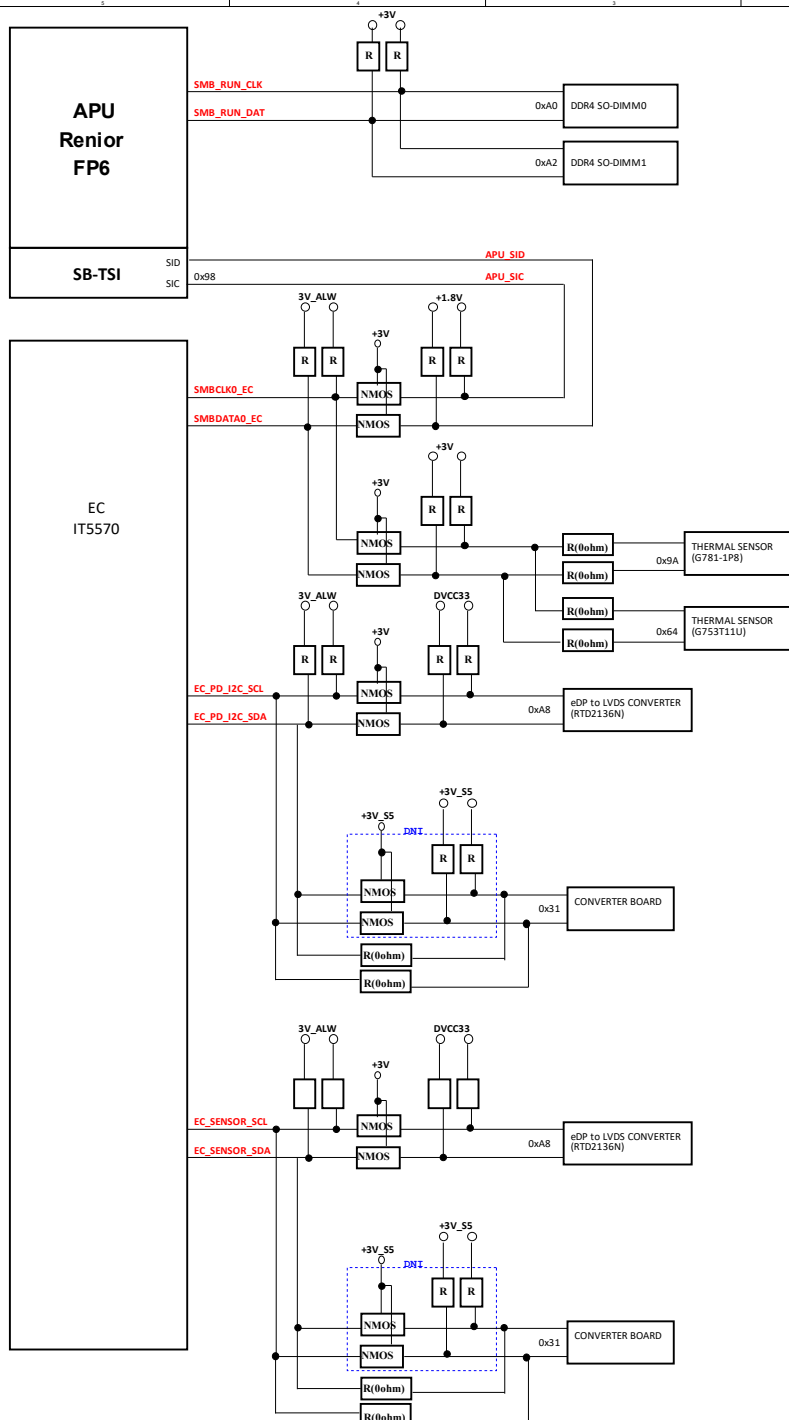 5
4
3
+3V
R
R
APU
Renior
FP6
SMB_RUN_CLK
SMB_RUN_DAT
0xA0
DDR4 SO-DIMM0
0xA2
DDR4 SO-DIMM1
SB-TSI
SID
SIC
0x98
APU_SID
APU_SIC
3V_ALW
+3V
+1.8V
R
R
R
R
EC
IT5570
SMBCLK0_EC
SMBDATA0_EC
NMOS
NMOS
+3V
+3V
R
R
NMOS
NMOS
R(0ohm)
R(0ohm)
0x9A
THERMAL SENSOR
(G781-1P8)
R(0ohm)
R(0ohm)
0x64
THERMAL SENSOR
(G753T11U)
3V_ALW
+3V
DVCC33
R
R
R
R
EC_PD_I2C_SCL
EC_PD_I2C_SDA
NMOS
NMOS
0xA8
eDP to LVDS CONVERTER
(RTD2136N)
+3V_S5
+3V_S5
DNI
R
R
NMOS
NMOS
0x31
CONVERTER BOARD
R(0ohm)
R(0ohm)
3V_ALW
+3V
DVCC33
EC_SENSOR_SCL
EC_SENSOR_SDA
NMOS
NMOS
0xA8
eDP to LVDS CONVERTER
(RTD2136N)
+3V_S5
+3V_S5
DNI
R
R
NMOS
NMOS
0x31
CONVERTER BOARD
R(0ohm)
R(0ohm)